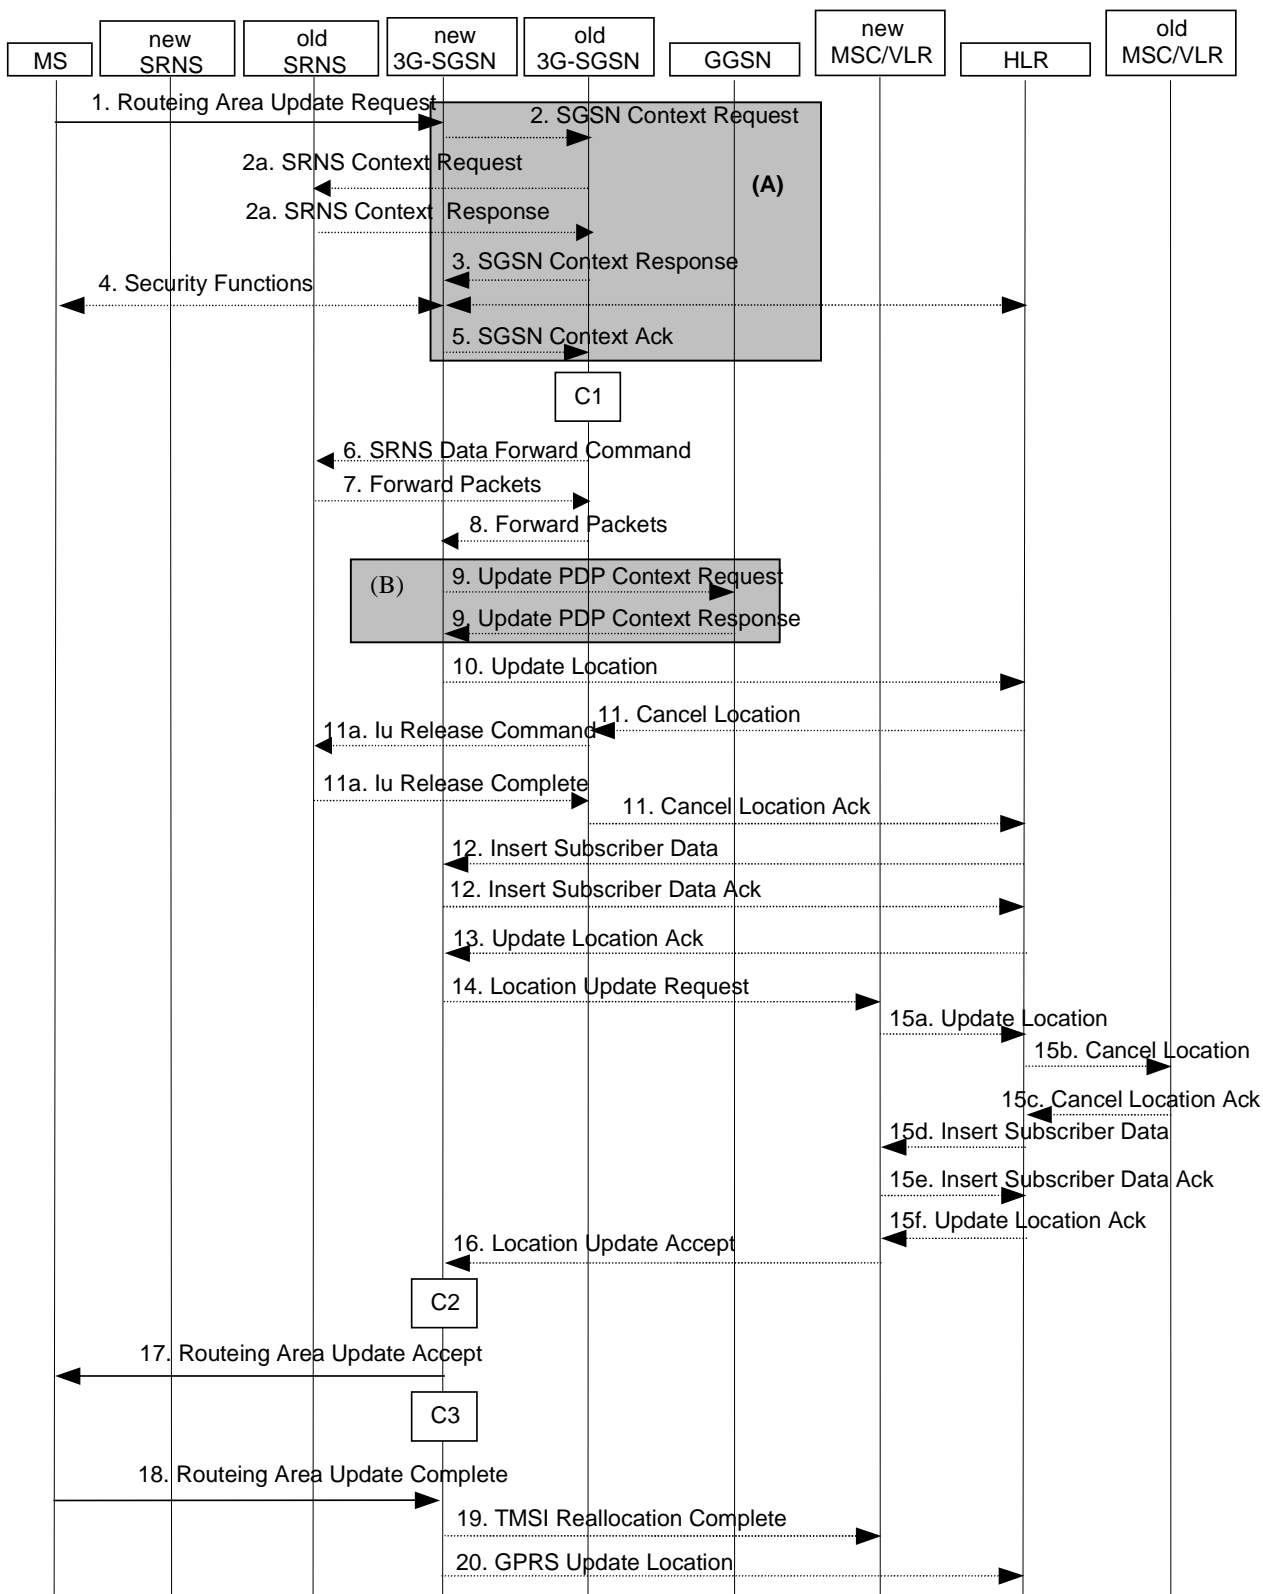 MS
new
SRNS
old
SRNS
new
3G-SGSN
old
3G-SGSN
GGSN
new
MSC/VLR
HLR
old
MSC/VLR
1. Routeing Area Update Request
2. SGSN Context Request
2a. SRNS Context Request
(A)
2a. SRNS Context Response
3. SGSN Context Response
4. Security Functions
5. SGSN Context Ack
C1
6. SRNS Data Forward Command
7. Forward Packets
8. Forward Packets
(B)
9. Update PDP Context Request
9. Update PDP Context Response
10. Update Location
11. Cancel Location
11a. Iu Release Command
11a. Iu Release Complete
11. Cancel Location Ack
12. Insert Subscriber Data
12. Insert Subscriber Data Ack
13. Update Location Ack
14. Location Update Request
15a. Update Location
15b. Cancel Location
15c. Cancel Location Ack
15d. Insert Subscriber Data
15e. Insert Subscriber Data Ack
15f. Update Location Ack
16. Location Update Accept
C2
17. Routeing Area Update Accept
C3
18. Routeing Area Update Complete
19. TMSI Reallocation Complete
20. GPRS Update Location